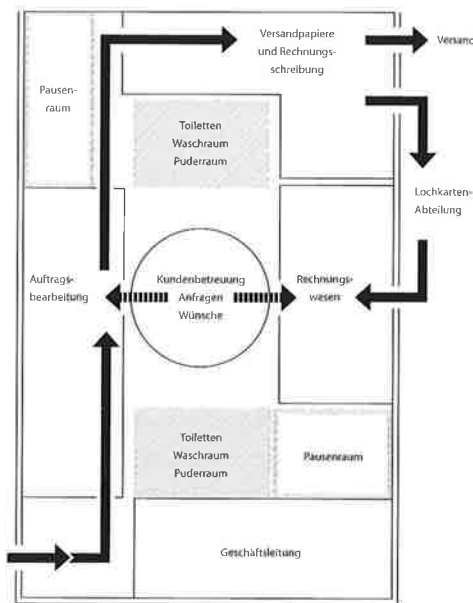 Versandpapiere
und Rechnungs-
schreibung
Versand
Pausen-
raum
Toiletten
Waschraum
Puderraum
Lochkarten-
Abteilung
Auftrags-
bearbeitung
Kundenbetreuung
Anfragen
Wünsche
Rechnungs-
wesen
Toiletten
Waschraum
Puderraum
Pausenraum
Geschäftsleitung